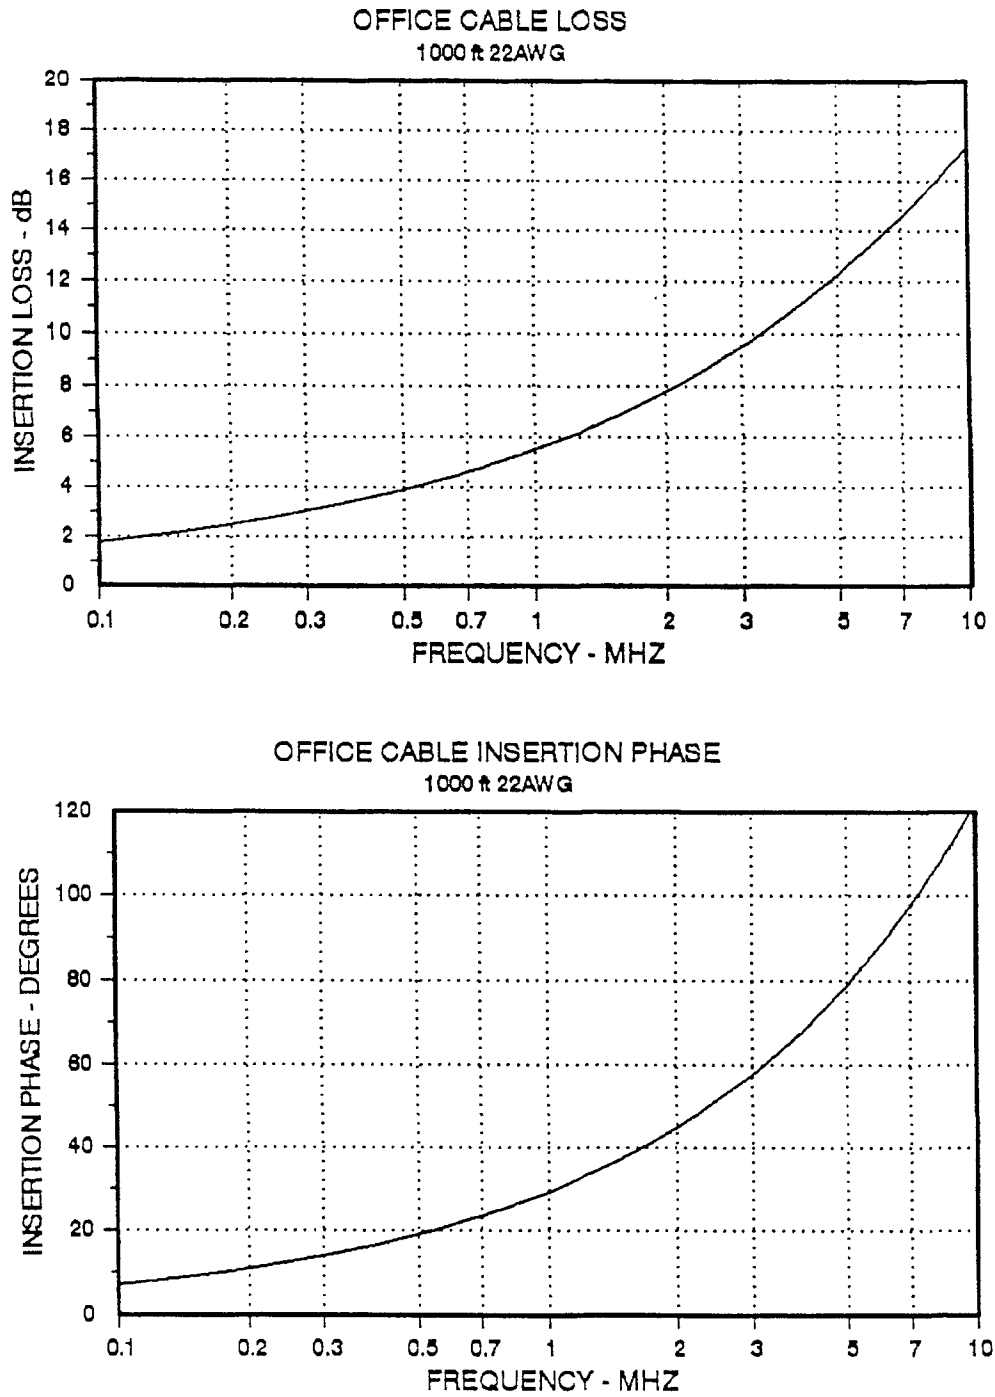 OFFICE CABLE LOSS
1000 ft 22AWG
20
18
16
14
12
10
8
6
4
2
0
INSERTION LOSS - dB
0.1 0.2 0.3 0.5 0.7 1 2 3 5 7 10
FREQUENCY - MHZ
OFFICE CABLE INSERTION PHASE
1000 ft 22AWG
120
100
80
60
40
20
0
INSERTION PHASE - DEGREES
0.1 0.2 0.3 0.5 0.7 1 2 3 5 7 10
FREQUENCY - MHZ